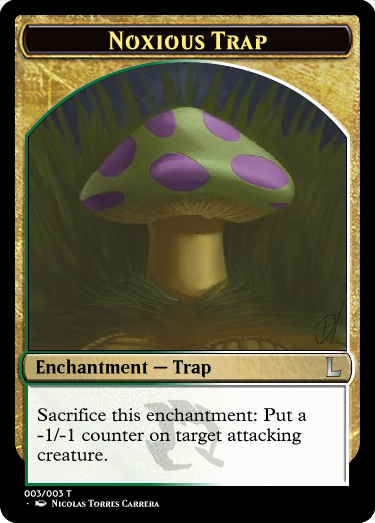 Noxious Trap
Enchantment — Trap
L
Sacrifice this enchantment: Put a
-1/-1 counter on target attacking
creature.
003/003 T
· Nicolas Torres Carrera